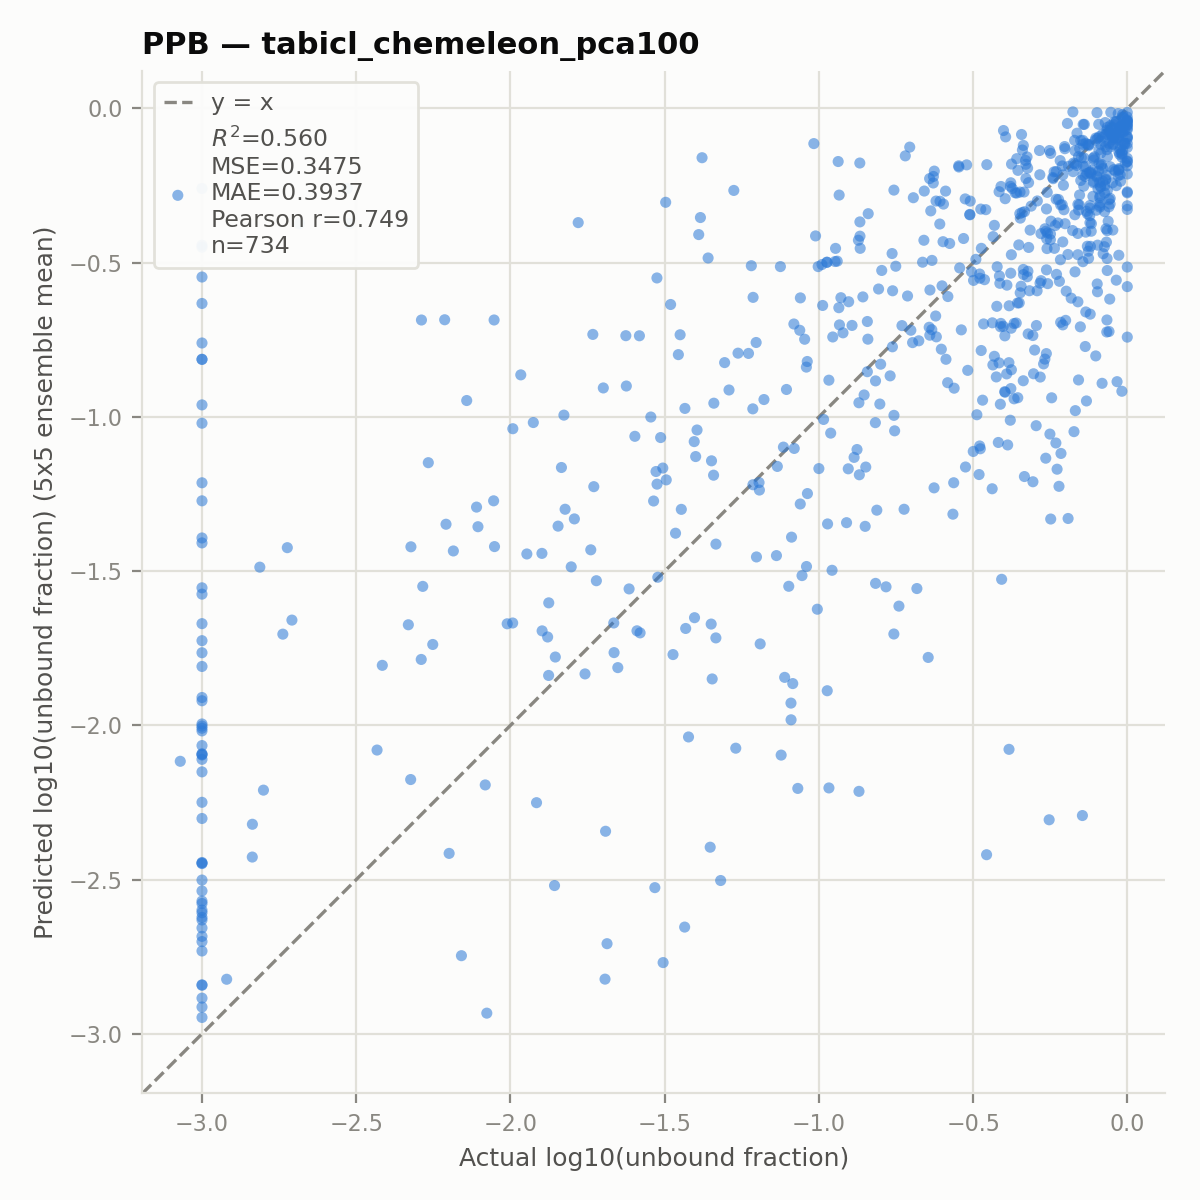 PPB — tabicl_chemeleon_pca100
y = x
R²=0.560
MSE=0.3475
MAE=0.3937
Pearson r=0.749
n=734
Predicted log10(unbound fraction) (5x5 ensemble mean)
0.0
−0.5
−1.0
−1.5
−2.0
−2.5
−3.0
−3.0
−2.5
−2.0
−1.5
−1.0
−0.5
0.0
Actual log10(unbound fraction)